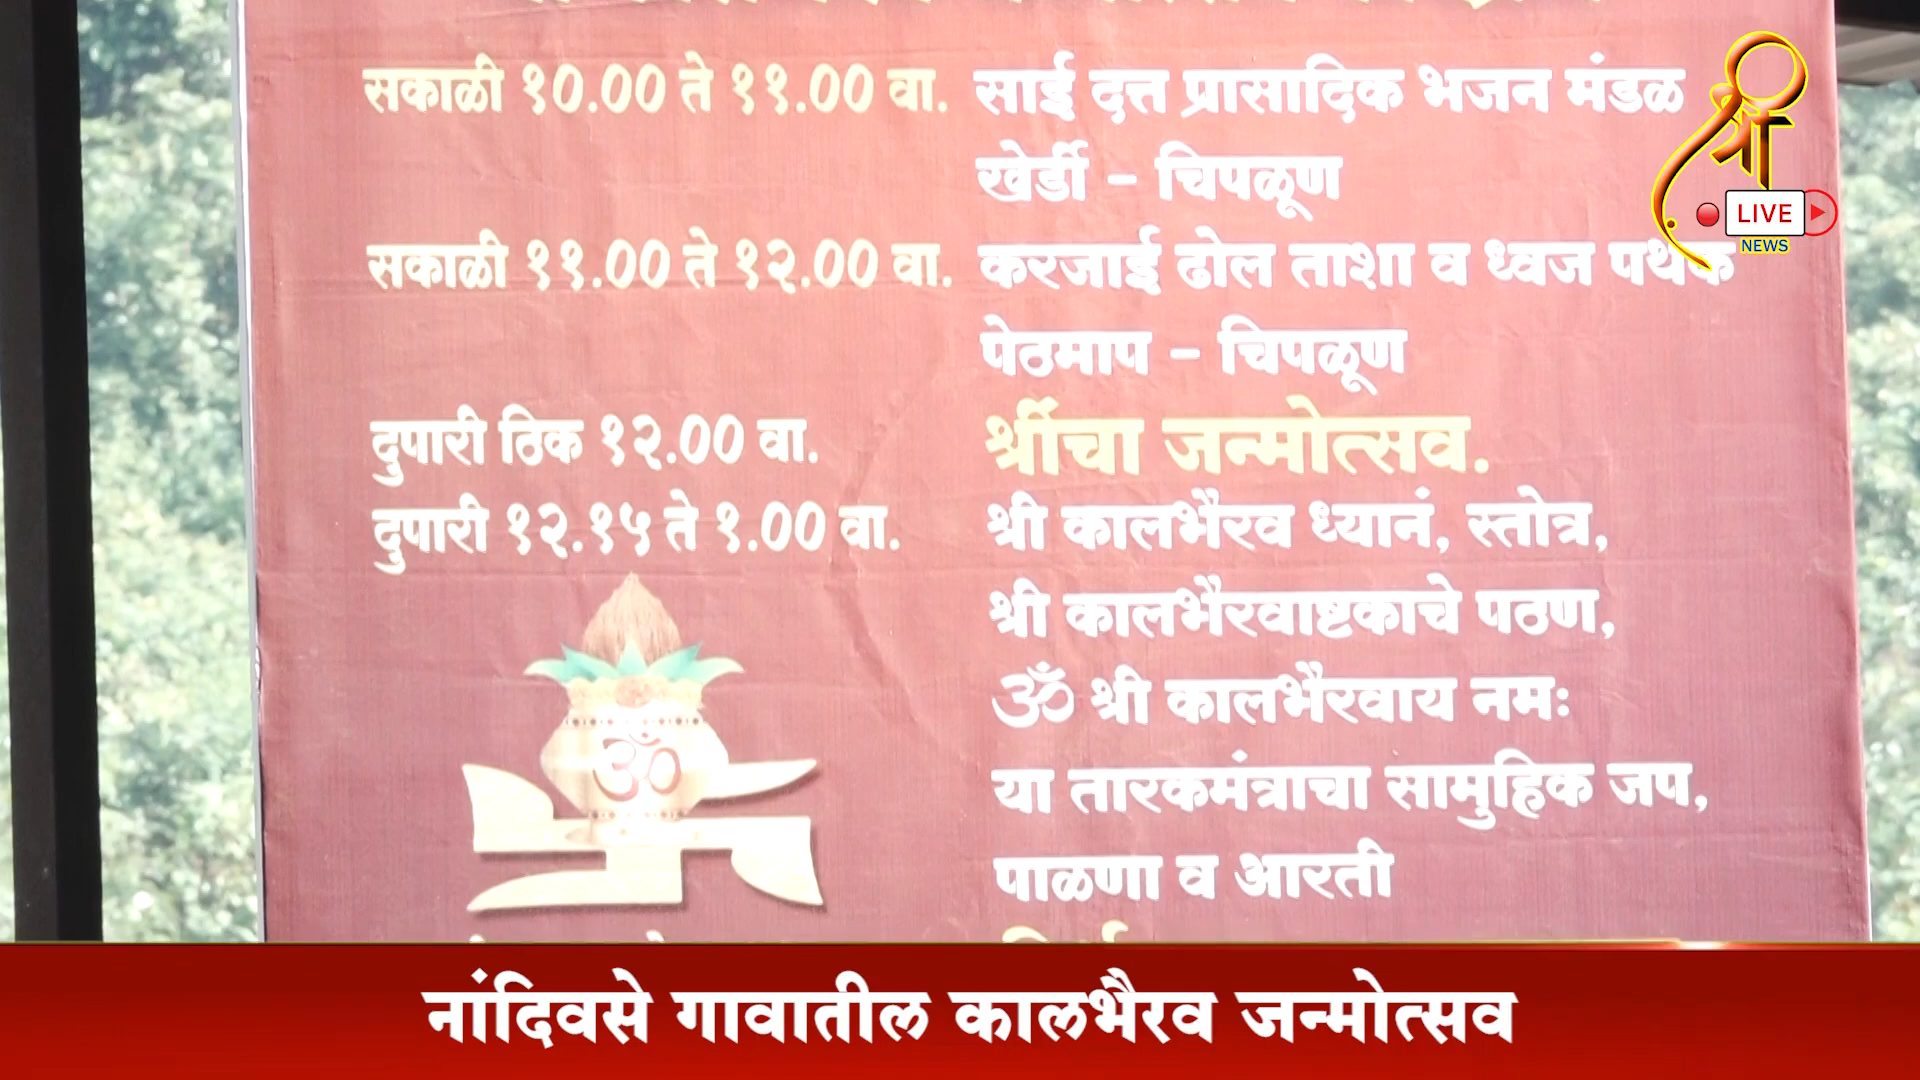 सकाळी १०.०० ते ११.०० वा. साई दत्त प्रासादिक भजन मंडळ
खेर्डी - चिपळूण
सकाळी ११.०० ते १२.०० वा. करजाई ढोल ताशा व ध्वज पथक
पेठमाप - चिपळूण
दुपारी ठिक १२.०० वा. श्रींचा जन्मोत्सव.
दुपारी १२.१५ ते १.०० वा. श्री कालभैरव ध्यानं, स्तोत्र,
श्री कालभैरवाष्टकाचे पठण,
ॐ श्री कालभैरवाय नमः
या तारकमंत्राचा सामुहिक जप,
पाळणा व आरती
ॐ
श्री
LIVE
NEWS
नांदिवसे गावातील कालभैरव जन्मोत्सव